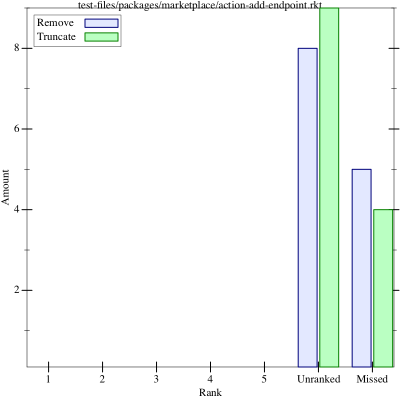 test-files/packages/marketplace/action-add-endpoint.rkt
Remove
Truncate
8
6
4
2
Amount
1 2 3 4 5 Unranked Missed
Rank